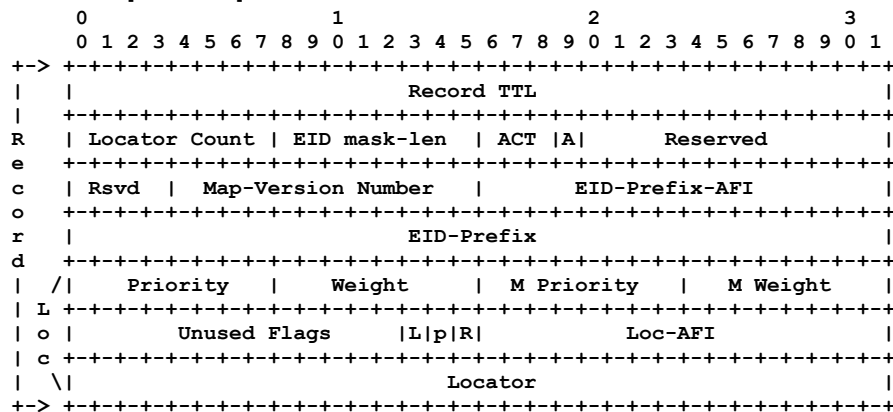 0                   1                   2                   3
        0 1 2 3 4 5 6 7 8 9 0 1 2 3 4 5 6 7 8 9 0 1 2 3 4 5 6 7 8 9 0 1
   +-> +-+-+-+-+-+-+-+-+-+-+-+-+-+-+-+-+-+-+-+-+-+-+-+-+-+-+-+-+-+-+-+-+
   |   |                          Record TTL                           |
   |   +-+-+-+-+-+-+-+-+-+-+-+-+-+-+-+-+-+-+-+-+-+-+-+-+-+-+-+-+-+-+-+-+
   R   | Locator Count | EID mask-len  | ACT |A|      Reserved         |
   e   +-+-+-+-+-+-+-+-+-+-+-+-+-+-+-+-+-+-+-+-+-+-+-+-+-+-+-+-+-+-+-+-+
   c   | Rsvd  |  Map-Version Number   |       EID-Prefix-AFI          |
   o   +-+-+-+-+-+-+-+-+-+-+-+-+-+-+-+-+-+-+-+-+-+-+-+-+-+-+-+-+-+-+-+-+
   r   |                          EID-Prefix                           |
   d   +-+-+-+-+-+-+-+-+-+-+-+-+-+-+-+-+-+-+-+-+-+-+-+-+-+-+-+-+-+-+-+-+
   |  /|    Priority   |    Weight     |  M Priority   |   M Weight    |
   | L +-+-+-+-+-+-+-+-+-+-+-+-+-+-+-+-+-+-+-+-+-+-+-+-+-+-+-+-+-+-+-+-+
   | o |        Unused Flags     |L|p|R|           Loc-AFI             |
   | c +-+-+-+-+-+-+-+-+-+-+-+-+-+-+-+-+-+-+-+-+-+-+-+-+-+-+-+-+-+-+-+-+
   |  \|                             Locator                           |
   +-> +-+-+-+-+-+-+-+-+-+-+-+-+-+-+-+-+-+-+-+-+-+-+-+-+-+-+-+-+-+-+-+-+